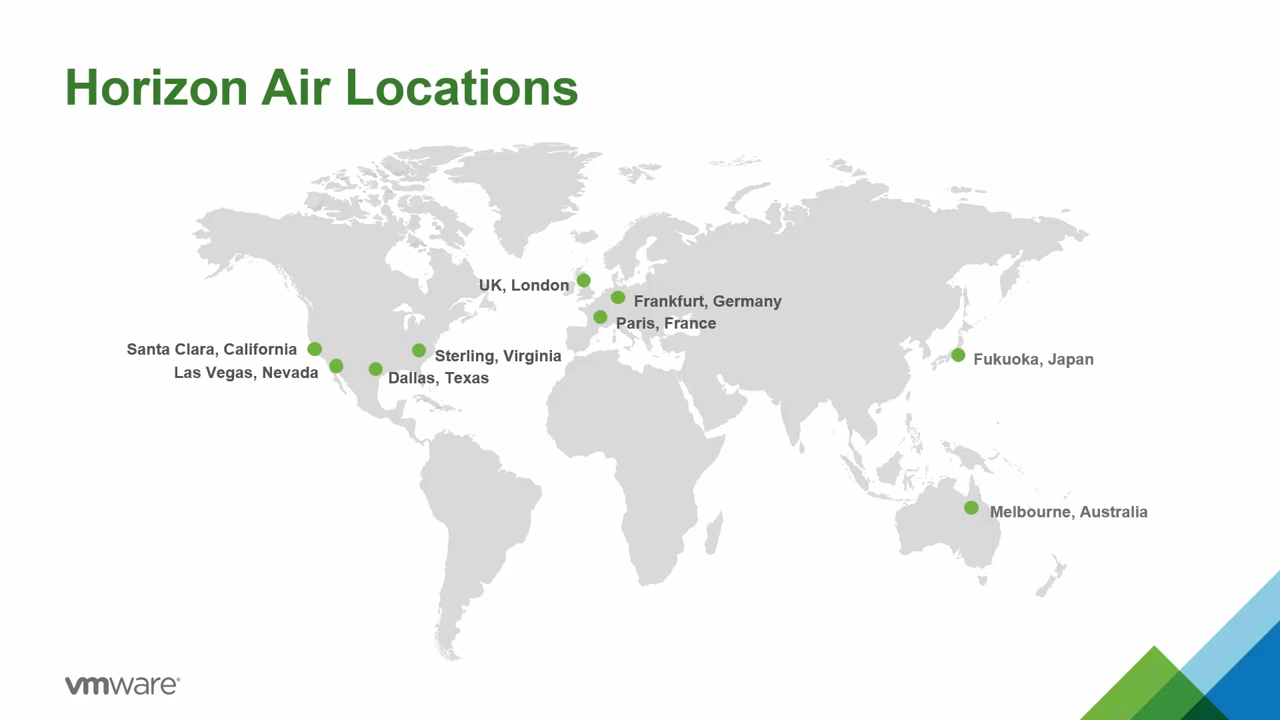 Horizon Air Locations
UK, London
Frankfurt, Germany
Paris, France
Santa Clara, California
Sterling, Virginia
Las Vegas, Nevada
Dallas, Texas
Fukuoka, Japan
Melbourne, Australia
vmware®